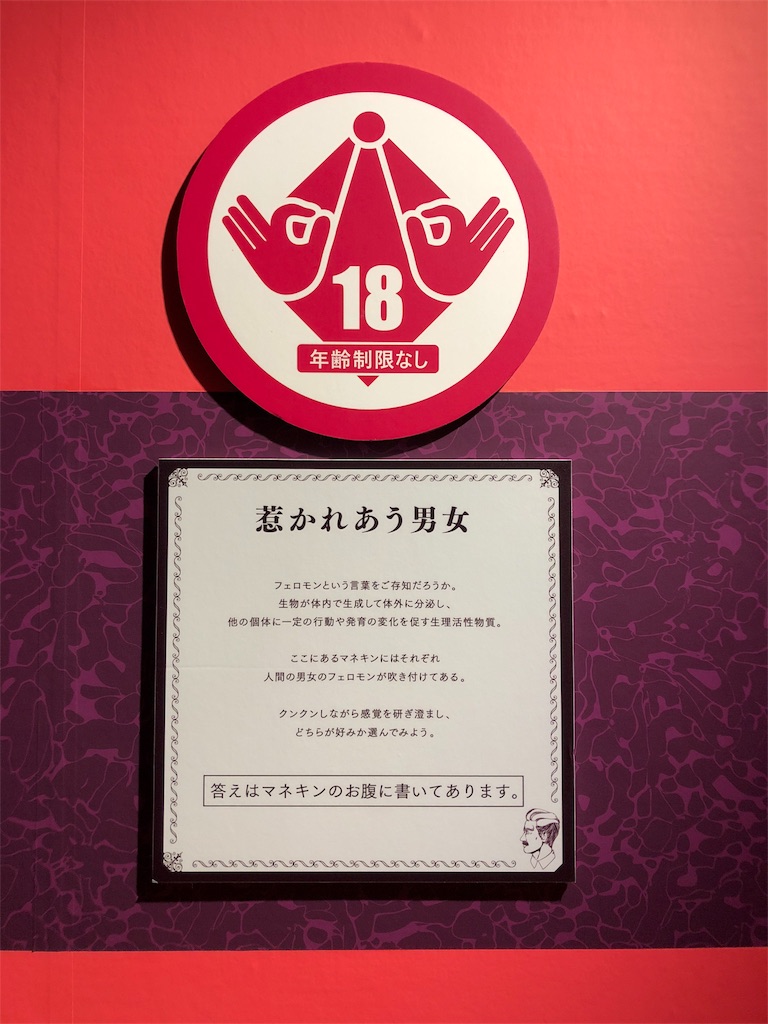 18
年齢制限なし
惹かれあう男女
フェロモンという言葉をご存知だろうか。
生物が体内で生成して体外に分泌し、
他の個体に一定の行動や発育の変化を促す生理活性物質。
ここにあるマネキンにはそれぞれ
人間の男女のフェロモンが吹き付けてある。
クンクンしながら感覚を研ぎ澄まし、
どちらが好みか選んでみよう。
答えはマネキンのお腹に書いてあります。